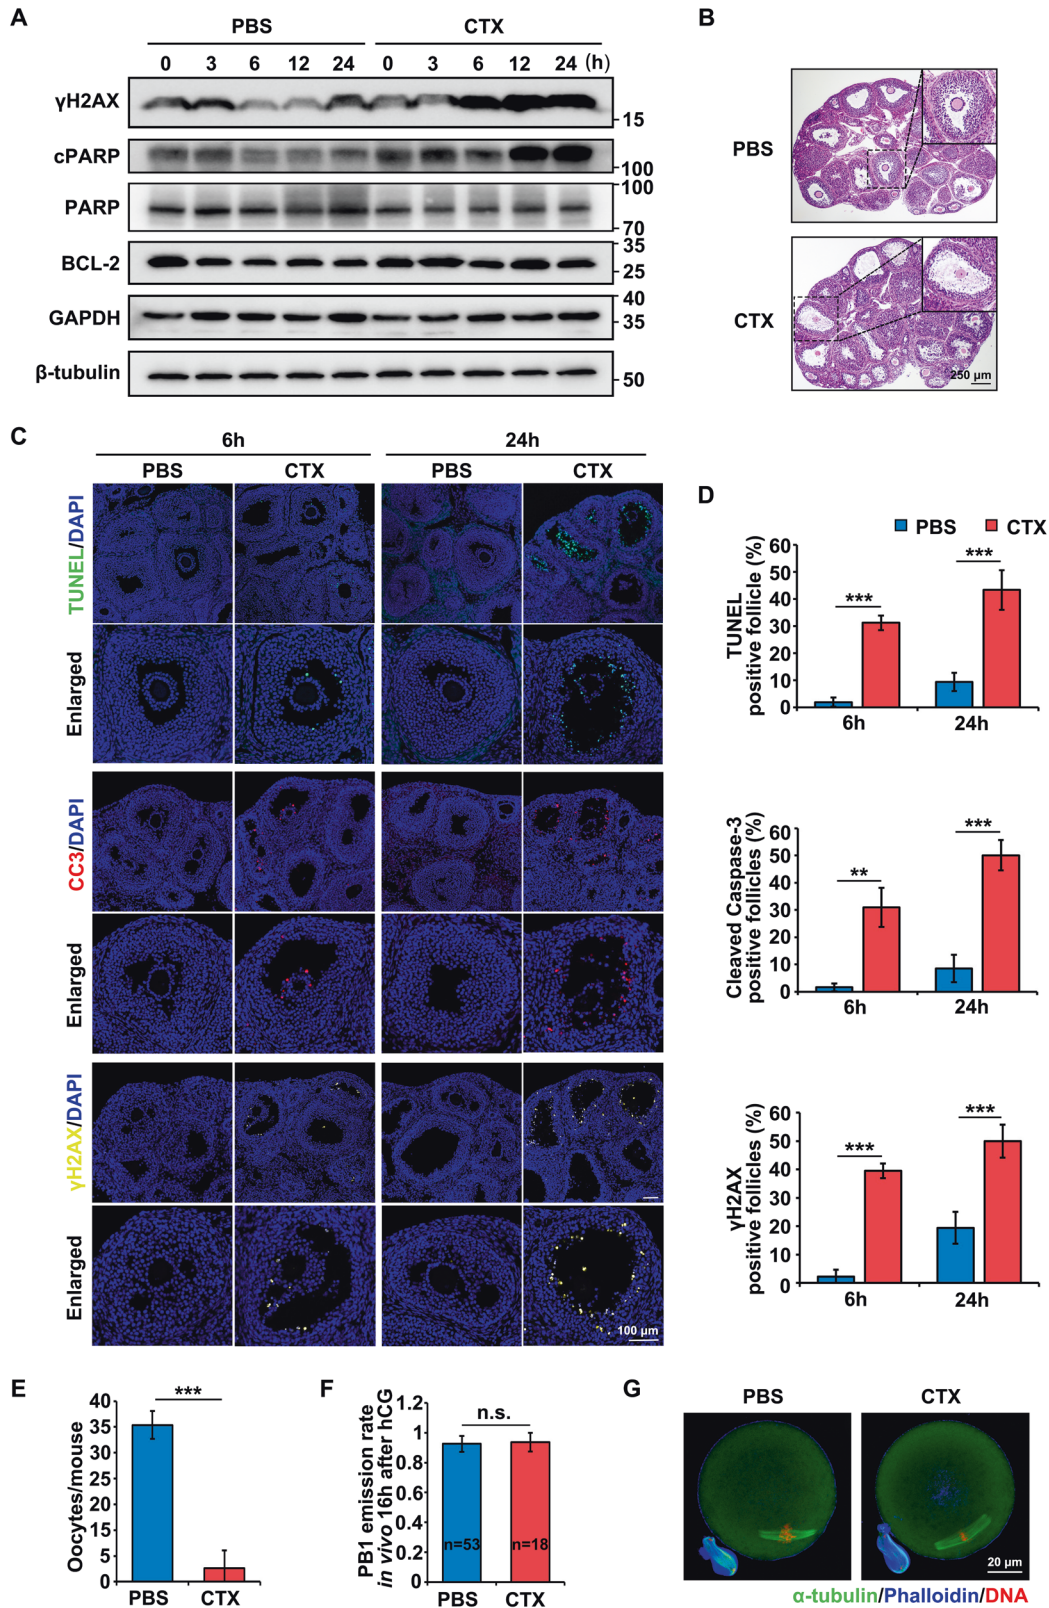 A
PBS CTX
0 3 6 12 24 0 3 6 12 24 (h)
γH2AX
15
cPARP
100
PARP
100
70
BCL-2
35
25
GAPDH
40
35
β-tubulin
50
B
PBS
CTX
250 μm
C
6h 24h
PBS CTX PBS CTX
TUNEL/DAPI
Enlarged
CC3/DAPI
Enlarged
γH2AX/DAPI
Enlarged
100 μm
D
PBS CTX
TUNEL
positive follicle (%)
60
50
40
30
20
10
0
***
***
6h 24h
Cleaved Caspase-3
positive follicles (%)
60
50
40
30
20
10
0
**
***
6h 24h
γH2AX
positive follicles (%)
60
50
40
30
20
10
0
***
***
6h 24h
E
Oocytes/mouse
40
35
30
25
20
15
10
5
0
***
PBS CTX
F
PB1 emission rate
in vivo 16h after hCG
1.2
1
0.8
0.6
0.4
0.2
0
n.s.
n=53 n=18
PBS CTX
G
PBS CTX
20 μm
α-tubulin/Phalloidin/DNA